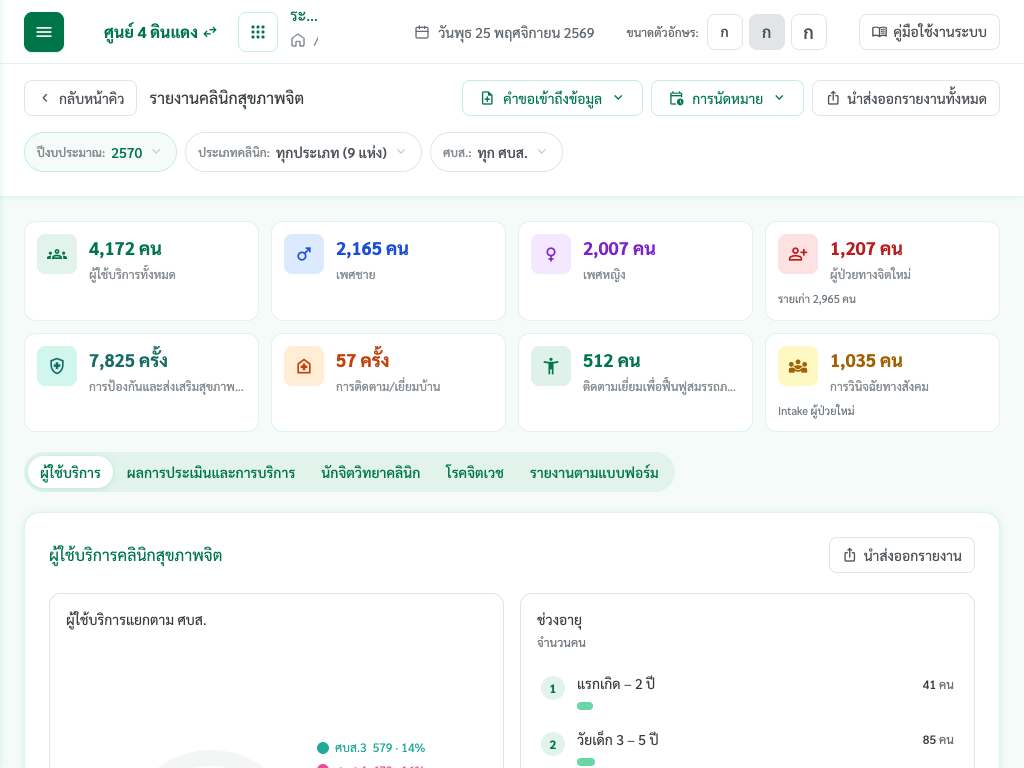 ศูนย์ 4 ดินแดง
ระ...
/
วันพุธ 25 พฤศจิกายน 2569
ขนาดตัวอักษร:
ก
ก
ก
คู่มือใช้งานระบบ
กลับหน้าคิว
รายงานคลินิกสุขภาพจิต
คำขอเข้าถึงข้อมูล
การนัดหมาย
นำส่งออกรายงานทั้งหมด
ปีงบประมาณ: 2570
ประเภทคลินิก: ทุกประเภท (9 แห่ง)
ศบส.: ทุก ศบส.
4,172 คน
ผู้ใช้บริการทั้งหมด
2,165 คน
เพศชาย
2,007 คน
เพศหญิง
1,207 คน
ผู้ป่วยทางจิตใหม่
รายเก่า 2,965 คน
7,825 ครั้ง
การป้องกันและส่งเสริมสุขภาพ...
57 ครั้ง
การติดตาม/เยี่ยมบ้าน
512 คน
ติดตามเยี่ยมเพื่อฟื้นฟูสมรรถภ...
1,035 คน
การวินิจฉัยทางสังคม
Intake ผู้ป่วยใหม่
ผู้ใช้บริการ
ผลการประเมินและการบริการ
นักจิตวิทยาคลินิก
โรคจิตเวช
รายงานตามแบบฟอร์ม
ผู้ใช้บริการคลินิกสุขภาพจิต
นำส่งออกรายงาน
ผู้ใช้บริการแยกตาม ศบส.
ศบส.3 579 · 14%
ช่วงอายุ
จำนวนคน
1 แรกเกิด – 2 ปี 41 คน
2 วัยเด็ก 3 – 5 ปี 85 คน